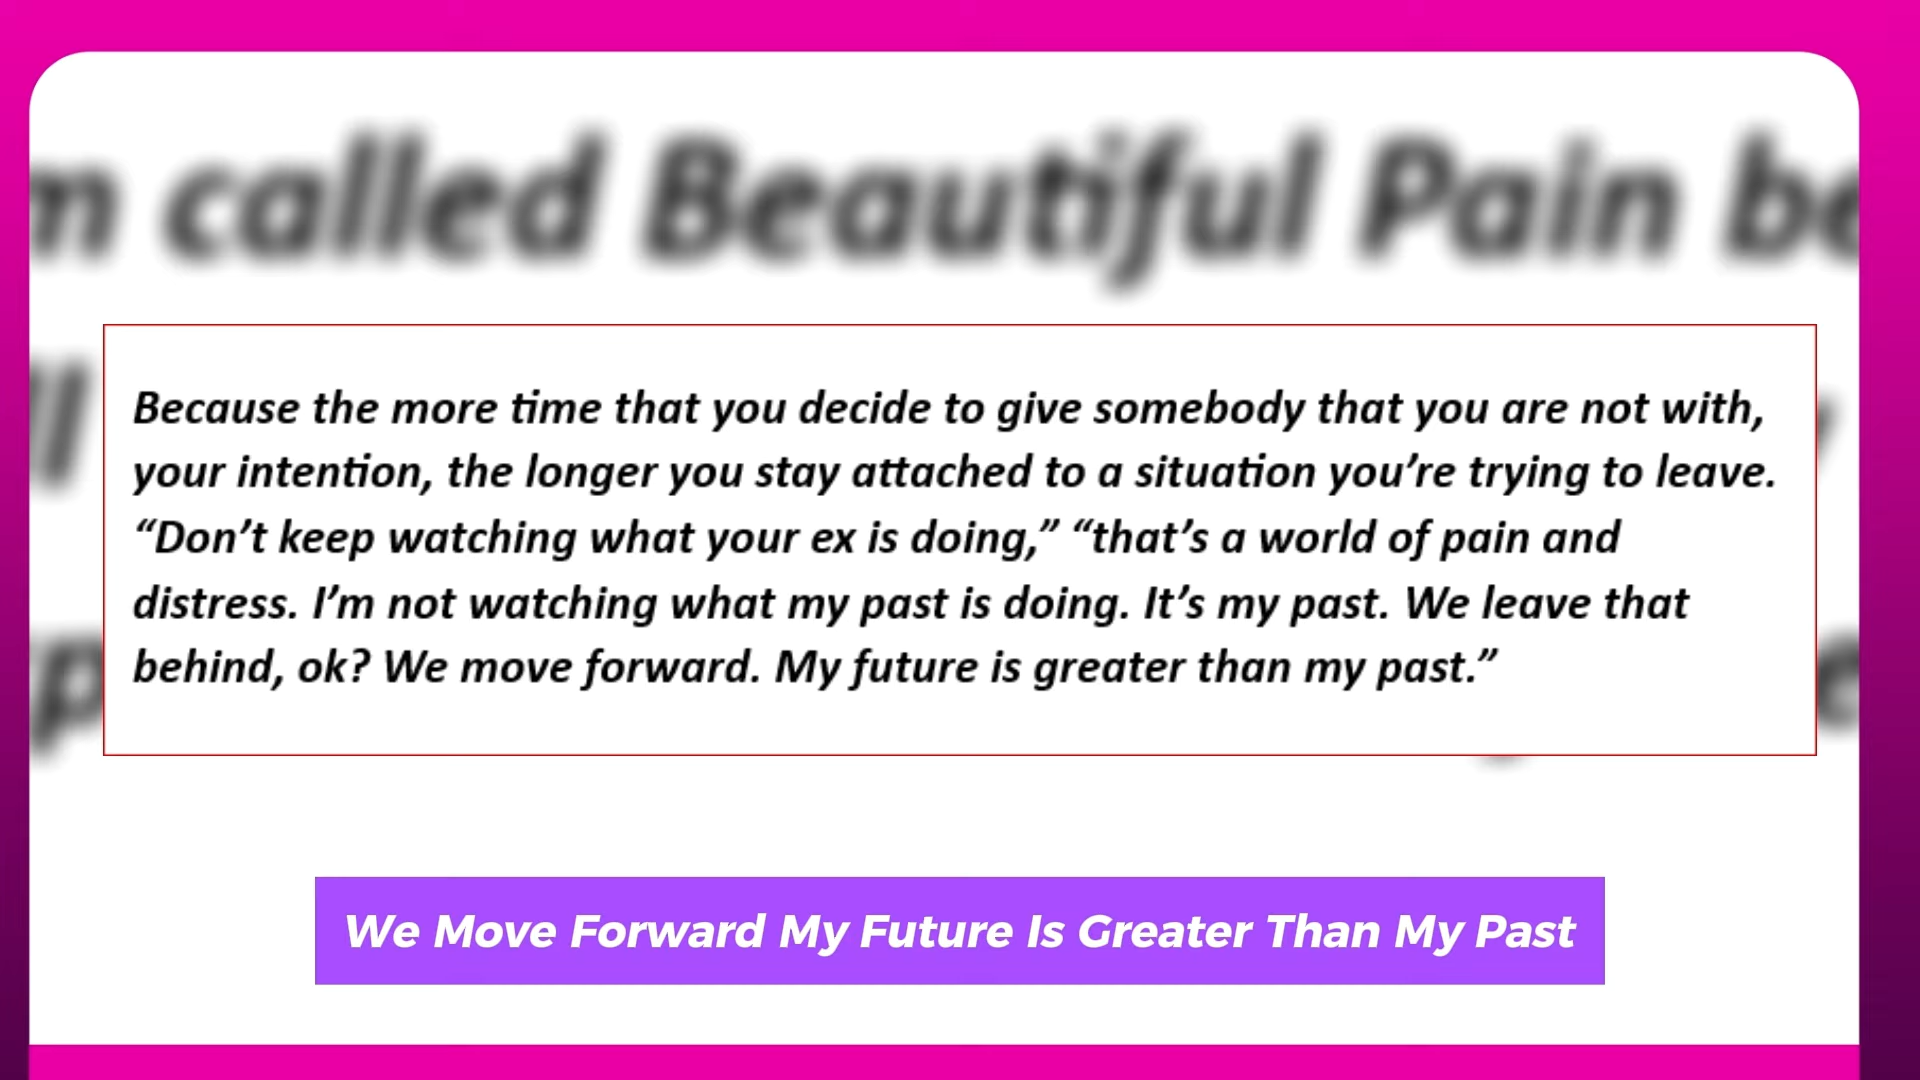 m called Beautiful Pain be
Because the more time that you decide to give somebody that you are not with,
your intention, the longer you stay attached to a situation you’re trying to leave.
“Don’t keep watching what your ex is doing,” “that’s a world of pain and
distress. I’m not watching what my past is doing. It’s my past. We leave that
behind, ok? We move forward. My future is greater than my past.”
We Move Forward My Future Is Greater Than My Past